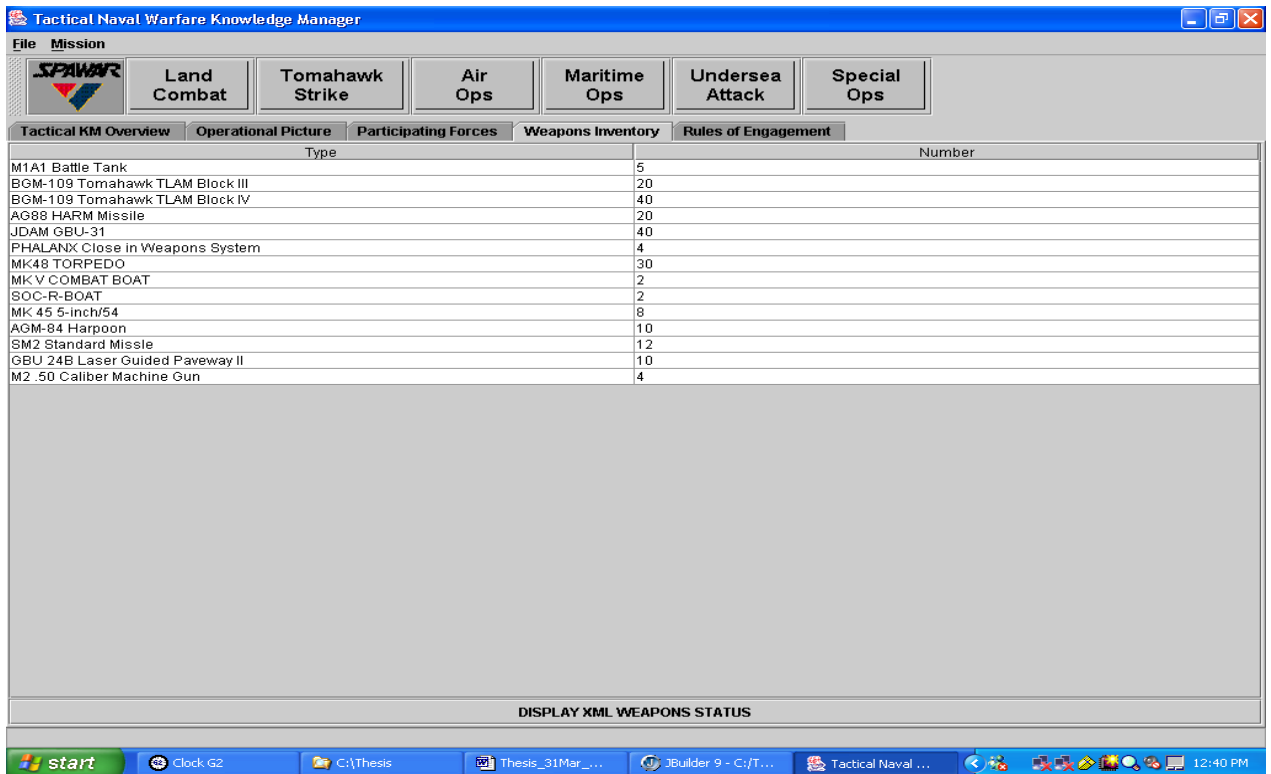 Tactical Naval Warfare Knowledge Manager
File Mission
SPAWAR
Land Combat
Tomahawk Strike
Air Ops
Maritime Ops
Undersea Attack
Special Ops
Tactical KM Overview Operational Picture Participating Forces Weapons Inventory Rules of Engagement
Type Number
M1A1 Battle Tank 5
BGM-109 Tomahawk TLAM Block III 20
BGM-109 Tomahawk TLAM Block IV 40
AG88 HARM Missile 20
JDAM GBU-31 40
PHALANX Close in Weapons System 4
MK48 TORPEDO 30
MK V COMBAT BOAT 2
SOC-R-BOAT 2
MK 45 5-inch/54 8
AGM-84 Harpoon 10
SM2 Standard Missle 12
GBU 24B Laser Guided Paveway II 10
M2 .50 Caliber Machine Gun 4
DISPLAY XML WEAPONS STATUS
start Clock G2 C:\Thesis Thesis_31Mar_... JBuilder 9 - C:/T... Tactical Naval ... 12:40 PM